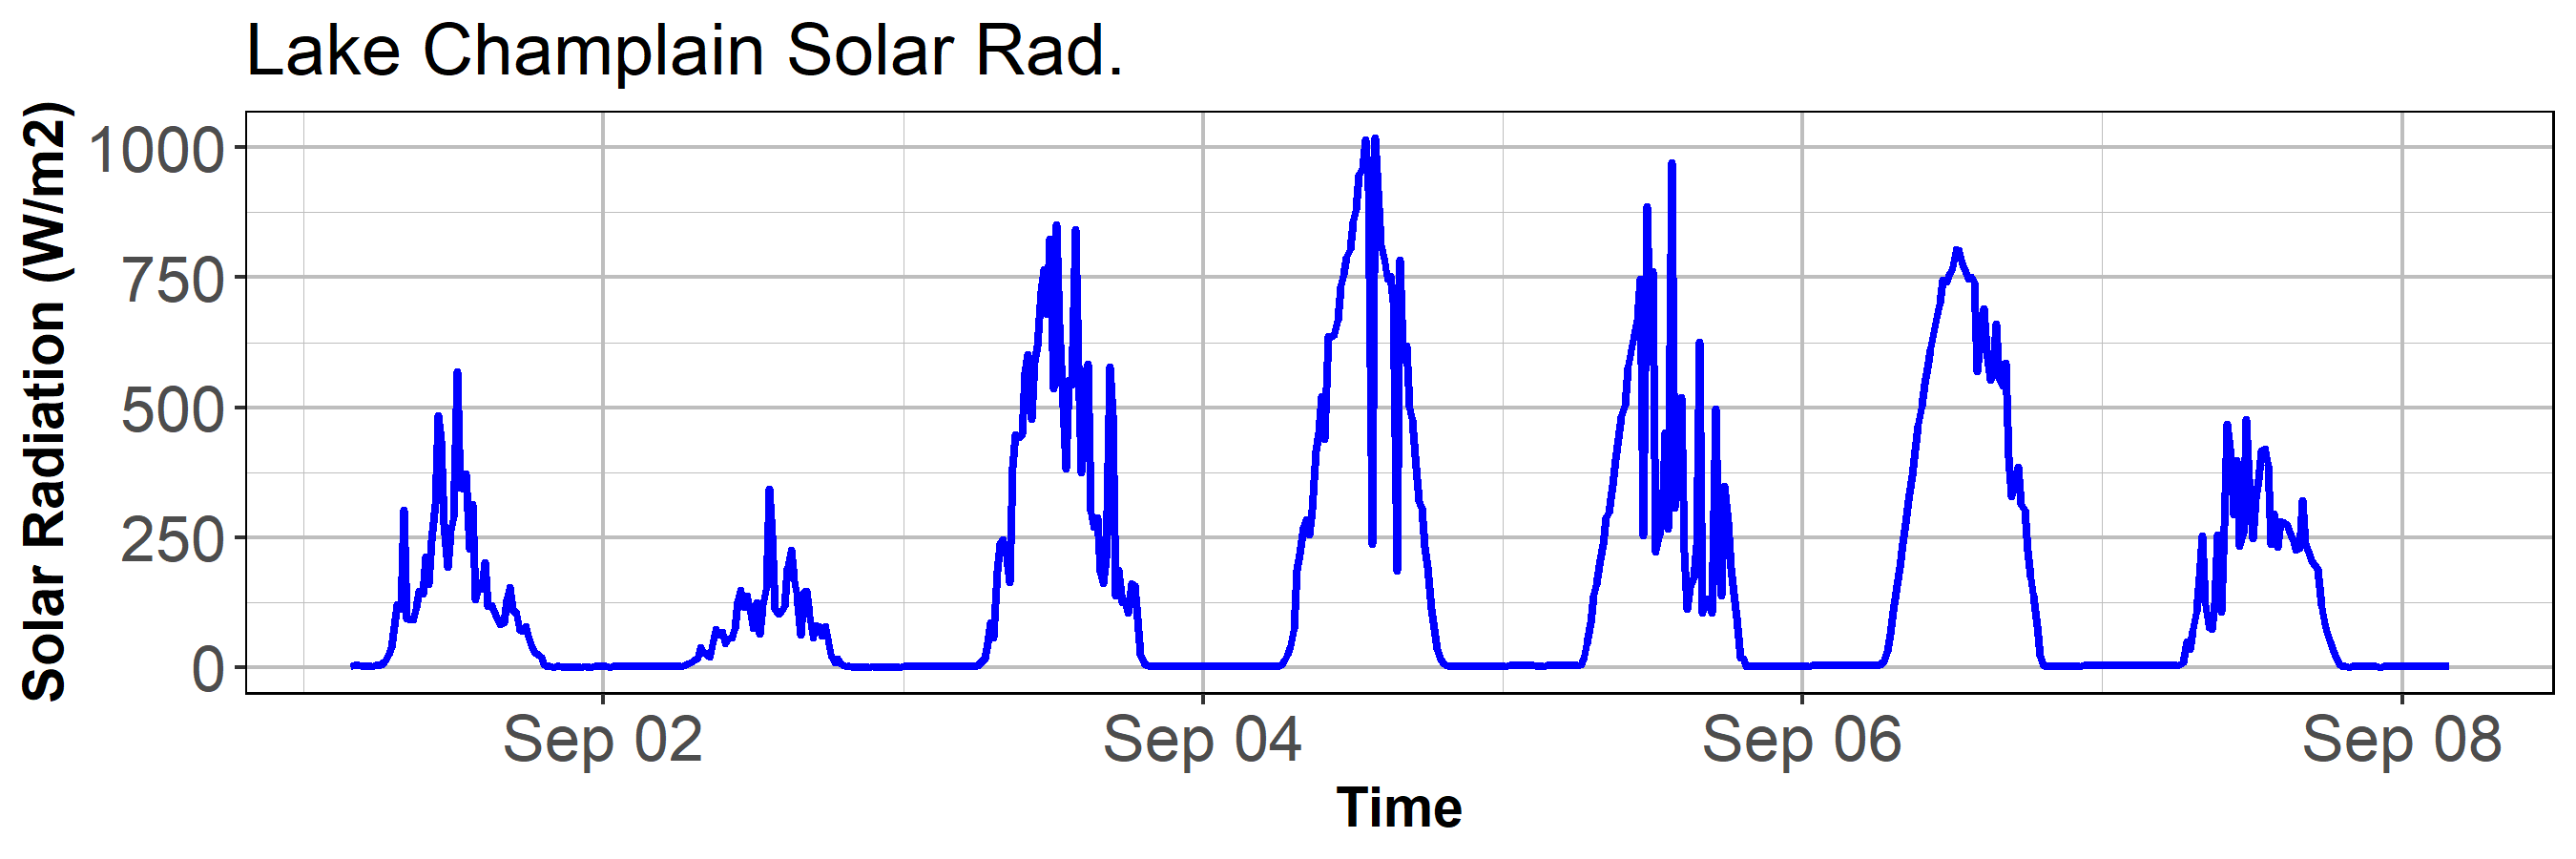 Lake Champlain Solar Rad.
Solar Radiation (W/m2)
1000
750
500
250
0
Sep 02 Sep 04 Sep 06 Sep 08
Time